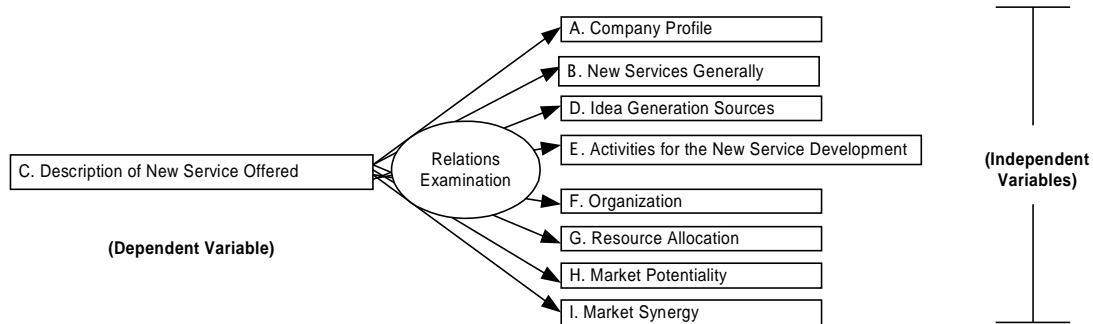 A. Company Profile
B. New Services Generally
D. Idea Generation Sources
E. Activities for the New Service Development
C. Description of New Service Offered
Relations
Examination
(Independent
Variables)
F. Organization
(Dependent Variable)
G. Resource Allocation
H. Market Potentiality
I. Market Synergy